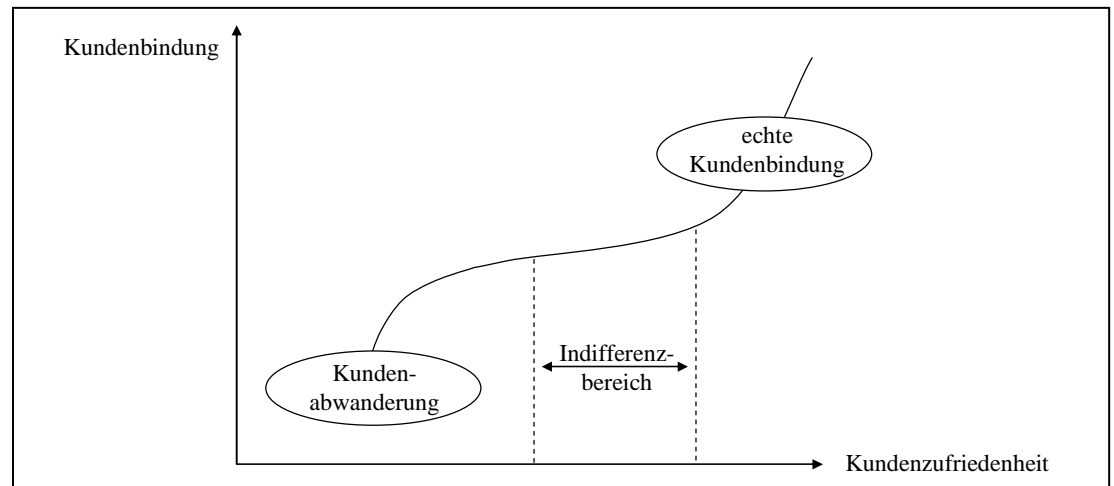 Kundenbindung
echte
Kundenbindung
Indifferenz-
bereich
Kunden-
abwanderung
Kundenzufriedenheit